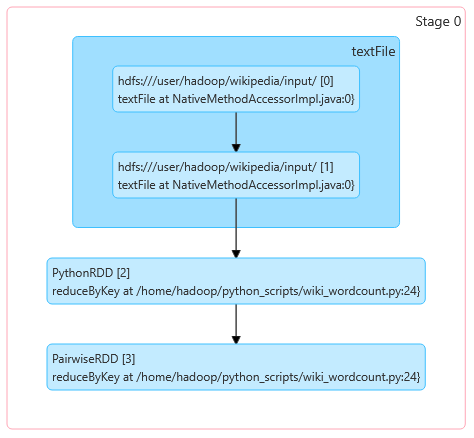 Stage 0
textFile
hdfs:///user/hadoop/wikipedia/input/ [0]
textFile at NativeMethodAccessorImpl.java:0}
hdfs:///user/hadoop/wikipedia/input/ [1]
textFile at NativeMethodAccessorImpl.java:0}
PythonRDD [2]
reduceByKey at /home/hadoop/python_scripts/wiki_wordcount.py:24}
PairwiseRDD [3]
reduceByKey at /home/hadoop/python_scripts/wiki_wordcount.py:24}